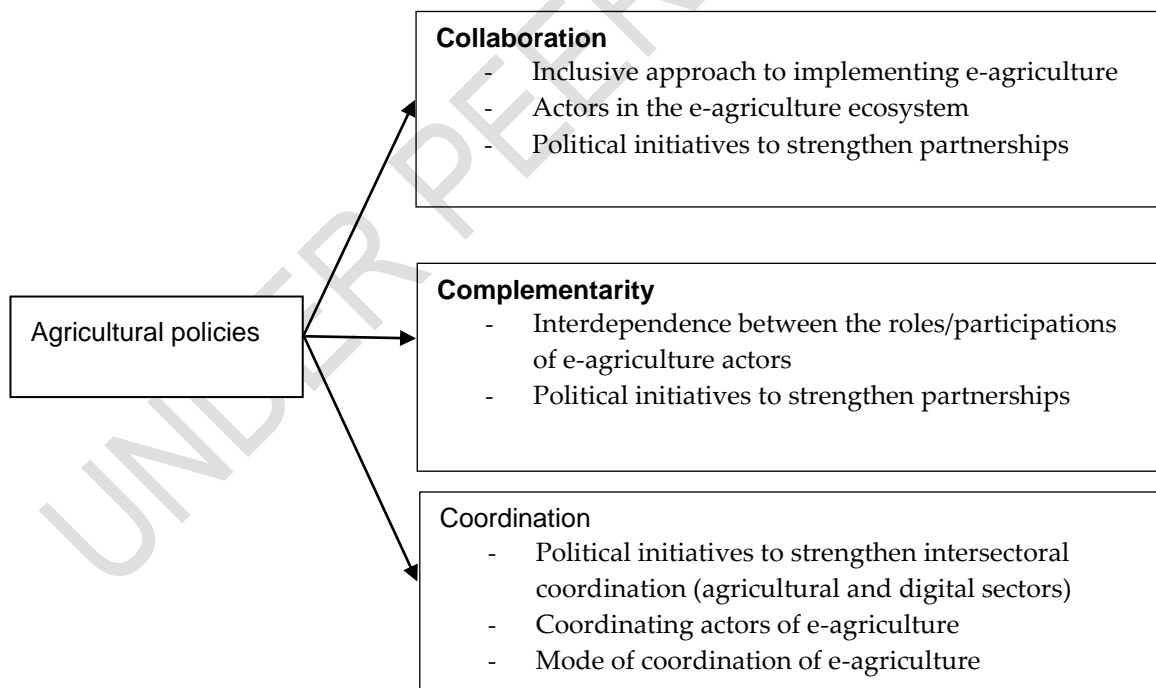 Collaboration
- Inclusive approach to implementing e-agriculture
- Actors in the e-agriculture ecosystem
- Political initiatives to strengthen partnerships
Agricultural policies
Complementarity
- Interdependence between the roles/participations
of e-agriculture actors
- Political initiatives to strengthen partnerships
Coordination
- Political initiatives to strengthen intersectoral
coordination (agricultural and digital sectors)
- Coordinating actors of e-agriculture
- Mode of coordination of e-agriculture
UNDER PEER